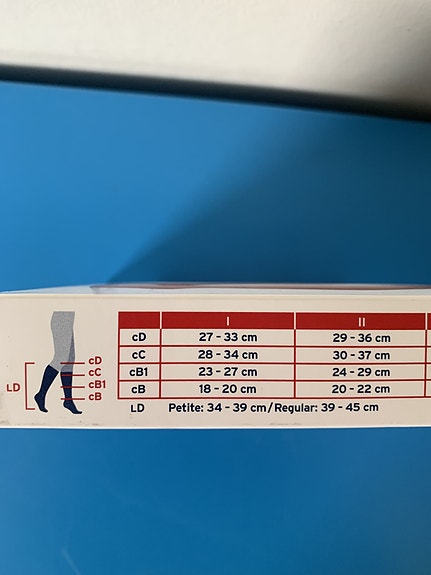 I II
cD 27 - 33 cm 29 - 36 cm
cD
cC 28 - 34 cm 30 - 37 cm
cC
LD
cB1 23 - 27 cm 24 - 29 cm
cB1
cB 18 - 20 cm 20 - 22 cm
cB
LD Petite: 34 - 39 cm/Regular: 39 - 45 cm